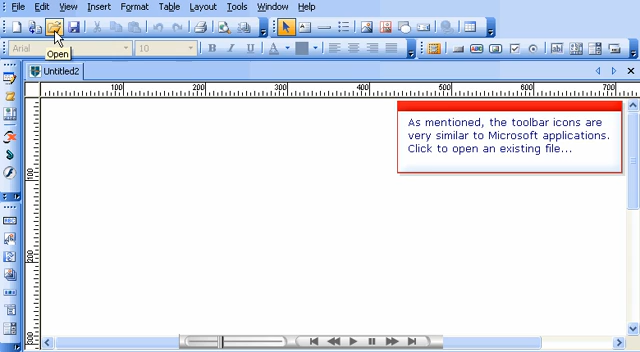 File Edit View Insert Format Table Layout Tools Window Help
Arial 10
Open
Untitled2
100 200 300 400 500 600 700
As mentioned, the toolbar icons are
very similar to Microsoft applications.
Click to open an existing file...
100
200
300